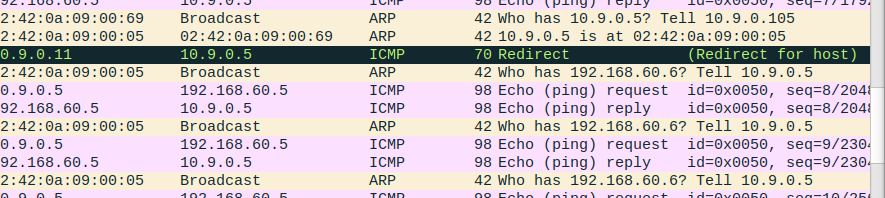 92.168.60.5 10.9.0.5 ICMP 98 Echo (ping) reply id=0x0050, seq=7/1792
2:42:0a:09:00:69 Broadcast ARP 42 Who has 10.9.0.5? Tell 10.9.0.105
2:42:0a:09:00:05 02:42:0a:09:00:69 ARP 42 10.9.0.5 is at 02:42:0a:09:00:05
0.9.0.11 10.9.0.5 ICMP 70 Redirect (Redirect for host)
2:42:0a:09:00:05 Broadcast ARP 42 Who has 192.168.60.6? Tell 10.9.0.5
0.9.0.5 192.168.60.5 ICMP 98 Echo (ping) request id=0x0050, seq=8/2048
92.168.60.5 10.9.0.5 ICMP 98 Echo (ping) reply id=0x0050, seq=8/2048
2:42:0a:09:00:05 Broadcast ARP 42 Who has 192.168.60.6? Tell 10.9.0.5
0.9.0.5 192.168.60.5 ICMP 98 Echo (ping) request id=0x0050, seq=9/2304
92.168.60.5 10.9.0.5 ICMP 98 Echo (ping) reply id=0x0050, seq=9/2304
2:42:0a:09:00:05 Broadcast ARP 42 Who has 192.168.60.6? Tell 10.9.0.5
0.9.0.5 192.168.60.5 ICMP 98 Echo (ping) request id=0x0050, seq=10/256